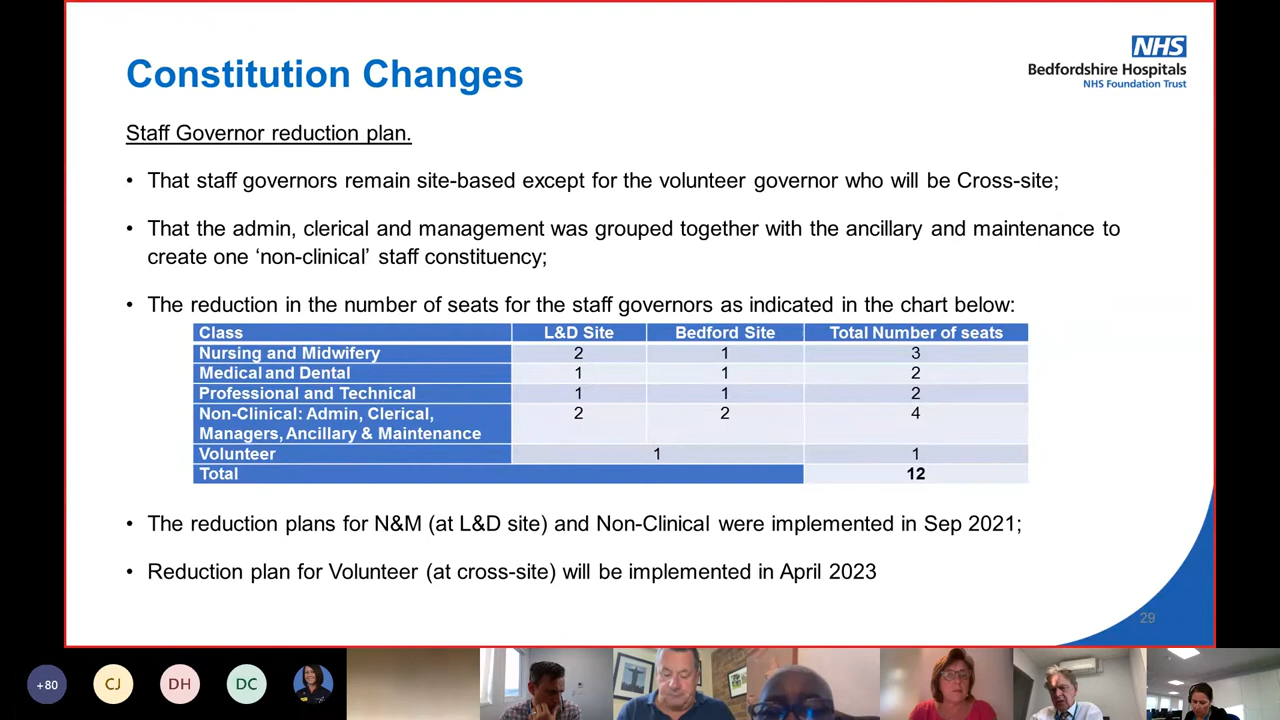 NHS
Bedfordshire Hospitals
NHS Foundation Trust
Constitution Changes
Staff Governor reduction plan.
• That staff governors remain site-based except for the volunteer governor who will be Cross-site;
• That the admin, clerical and management was grouped together with the ancillary and maintenance to
create one ‘non-clinical’ staff constituency;
• The reduction in the number of seats for the staff governors as indicated in the chart below:
Class L&D Site Bedford Site Total Number of seats
Nursing and Midwifery 2 1 3
Medical and Dental 1 1 2
Professional and Technical 1 1 2
Non-Clinical: Admin, Clerical, 2 2 4
Managers, Ancillary & Maintenance
Volunteer 1 1
Total 12
• The reduction plans for N&M (at L&D site) and Non-Clinical were implemented in Sep 2021;
• Reduction plan for Volunteer (at cross-site) will be implemented in April 2023
29
+80 CJ DH DC